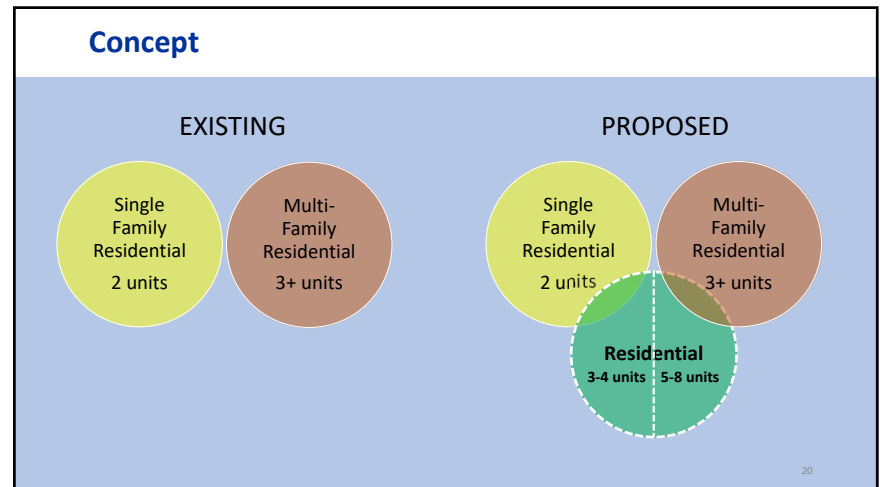 Concept
EXISTING
Single
Family
Residential
2 units
Multi-
Family
Residential
3+ units
PROPOSED
Single
Family
Residential
2 units
Multi-
Family
Residential
3+ units
Residential
3-4 units
5-8 units
20